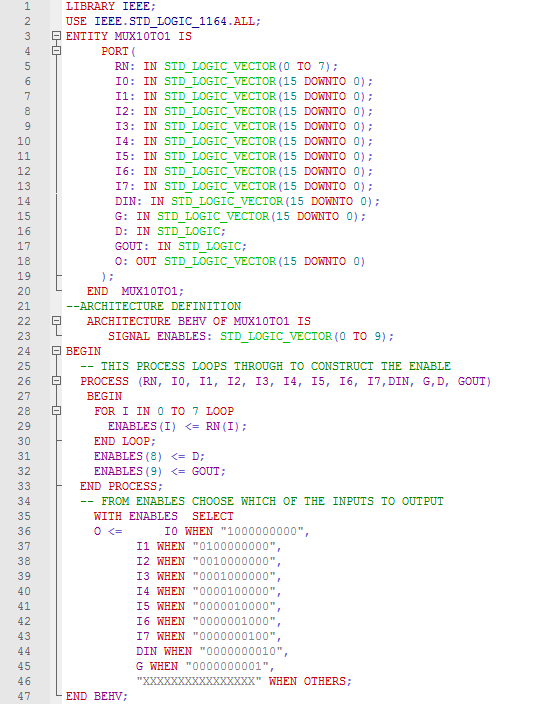 1 LIBRARY IEEE;
2 USE IEEE.STD_LOGIC_1164.ALL;
3 ENTITY MUX10TO1 IS
4 PORT(
5 RN: IN STD_LOGIC_VECTOR(0 TO 7);
6 I0: IN STD_LOGIC_VECTOR(15 DOWNTO 0);
7 I1: IN STD_LOGIC_VECTOR(15 DOWNTO 0);
8 I2: IN STD_LOGIC_VECTOR(15 DOWNTO 0);
9 I3: IN STD_LOGIC_VECTOR(15 DOWNTO 0);
10 I4: IN STD_LOGIC_VECTOR(15 DOWNTO 0);
11 I5: IN STD_LOGIC_VECTOR(15 DOWNTO 0);
12 I6: IN STD_LOGIC_VECTOR(15 DOWNTO 0);
13 I7: IN STD_LOGIC_VECTOR(15 DOWNTO 0);
14 DIN: IN STD_LOGIC_VECTOR(15 DOWNTO 0);
15 G: IN STD_LOGIC_VECTOR(15 DOWNTO 0);
16 D: IN STD_LOGIC;
17 GOUT: IN STD_LOGIC;
18 O: OUT STD_LOGIC_VECTOR(15 DOWNTO 0)
19 );
20 END MUX10TO1;
21 --ARCHITECTURE DEFINITION
22 ARCHITECTURE BEHV OF MUX10TO1 IS
23 SIGNAL ENABLES: STD_LOGIC_VECTOR(0 TO 9);
24 BEGIN
25 -- THIS PROCESS LOOPS THROUGH TO CONSTRUCT THE ENABLE
26 PROCESS (RN, I0, I1, I2, I3, I4, I5, I6, I7,DIN, G,D, GOUT)
27 BEGIN
28 FOR I IN 0 TO 7 LOOP
29 ENABLES(I) <= RN(I);
30 END LOOP;
31 ENABLES(8) <= D;
32 ENABLES(9) <= GOUT;
33 END PROCESS;
34 -- FROM ENABLES CHOOSE WHICH OF THE INPUTS TO OUTPUT
35 WITH ENABLES SELECT
36 O <= I0 WHEN "1000000000",
37 I1 WHEN "0100000000",
38 I2 WHEN "0010000000",
39 I3 WHEN "0001000000",
40 I4 WHEN "0000100000",
41 I5 WHEN "0000010000",
42 I6 WHEN "0000001000",
43 I7 WHEN "0000000100",
44 DIN WHEN "0000000010",
45 G WHEN "0000000001",
46 "XXXXXXXXXXXXXXXX" WHEN OTHERS;
47 END BEHV;